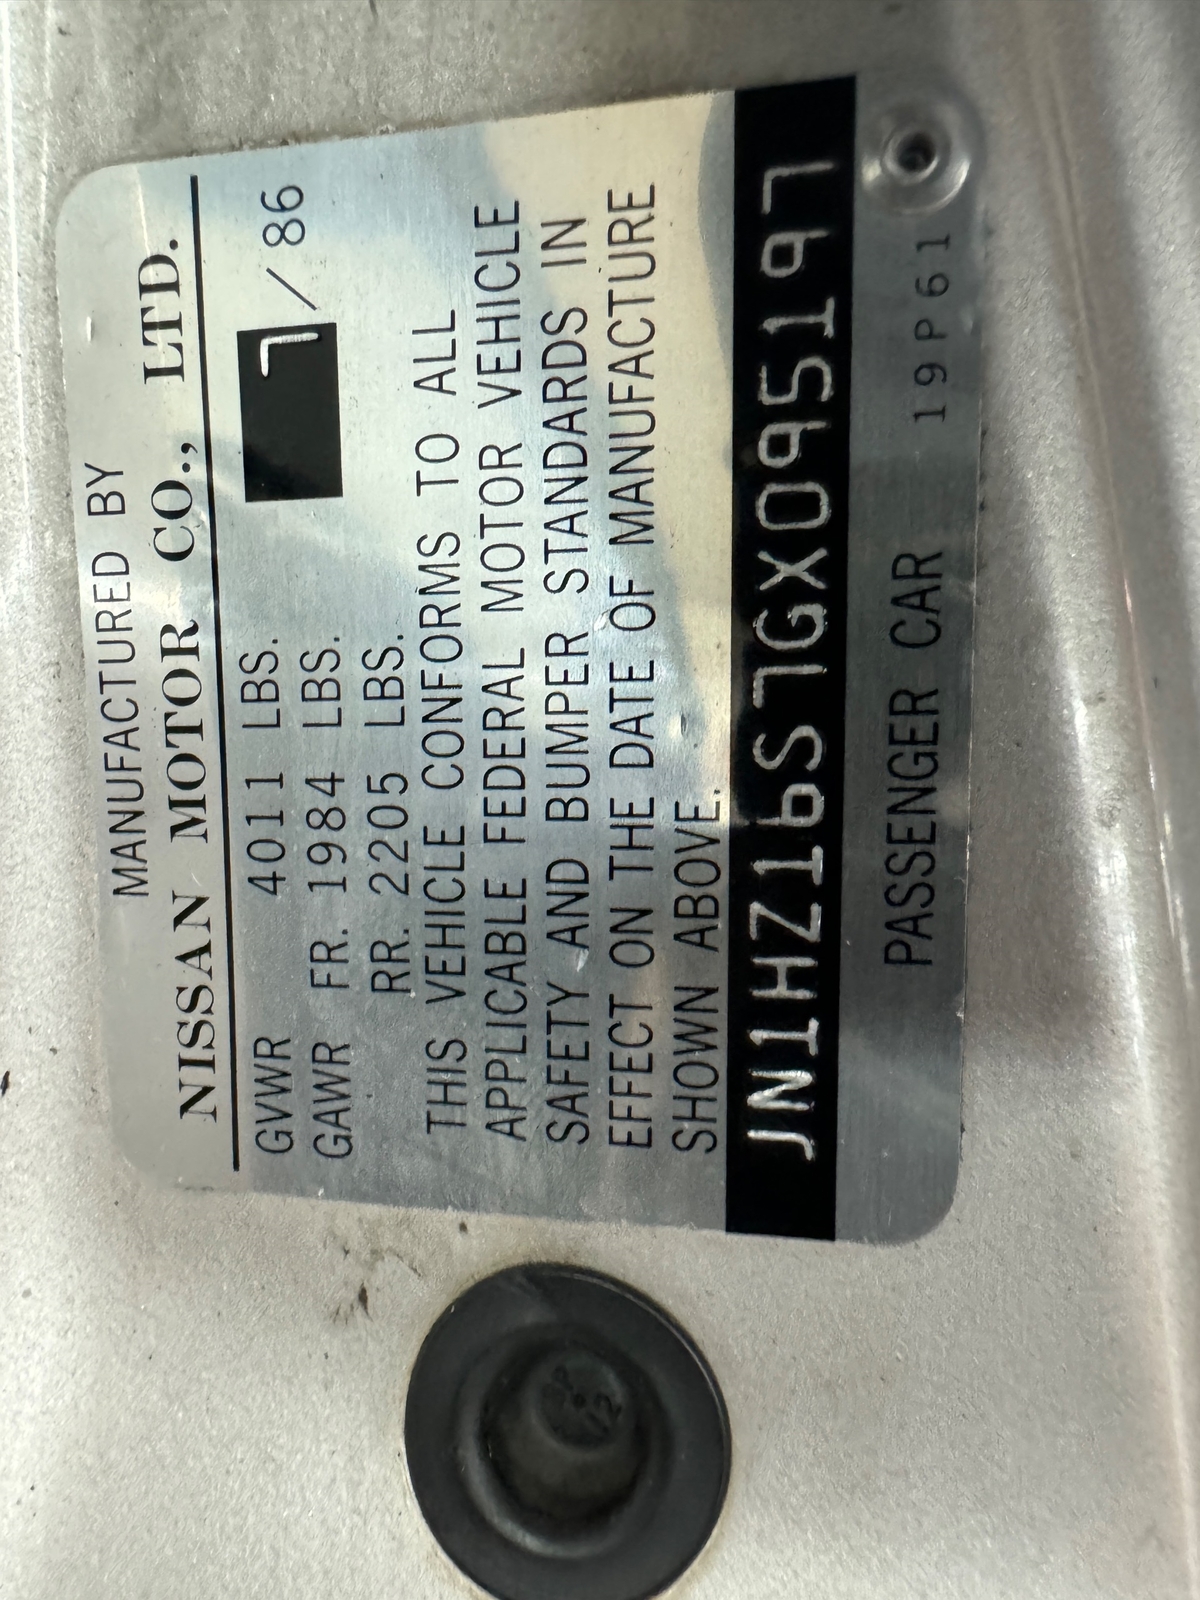 MANUFACTURED BY
NISSAN MOTOR CO., LTD.
GVWR 4011 LBS. 7 / 86
GAWR FR. 1984 LBS.
RR. 2205 LBS.
THIS VEHICLE CONFORMS TO ALL
APPLICABLE FEDERAL MOTOR VEHICLE
SAFETY AND BUMPER STANDARDS IN
EFFECT ON THE DATE OF MANUFACTURE
SHOWN ABOVE.
JN1HZ16S7GX095197
PASSENGER CAR 19P61
12